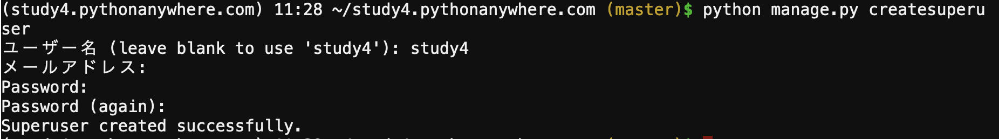 (study4.pythonanywhere.com) 11:28 ~/study4.pythonanywhere.com (master)$ python manage.py createsuperu
ser
ユーザー名 (leave blank to use 'study4'): study4
メールアドレス:
Password:
Password (again):
Superuser created successfully.